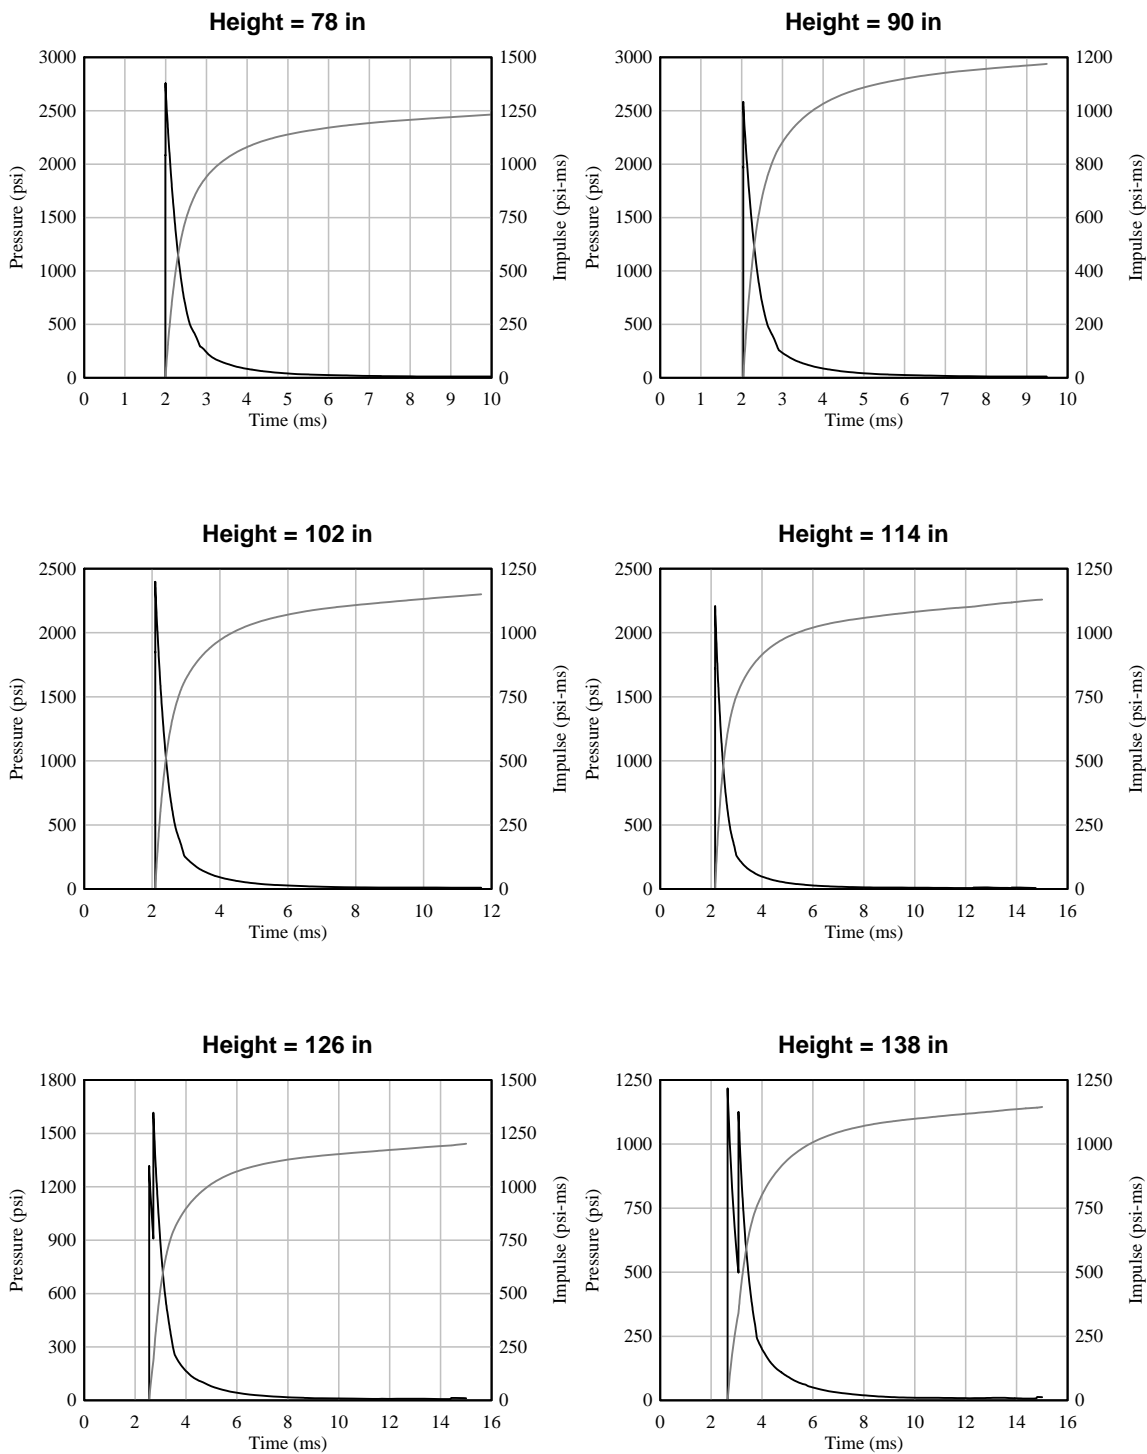 Height = 78 in
3000
2500
2000
1500
1000
500
0
Pressure (psi)
1500
1250
1000
750
500
250
0
Impulse (psi-ms)
0 1 2 3 4 5 6 7 8 9 10
Time (ms)
Height = 90 in
3000
2500
2000
1500
1000
500
0
Pressure (psi)
1200
1000
800
600
400
200
0
Impulse (psi-ms)
0 1 2 3 4 5 6 7 8 9 10
Time (ms)
Height = 102 in
2500
2000
1500
1000
500
0
Pressure (psi)
1250
1000
750
500
250
0
Impulse (psi-ms)
0 2 4 6 8 10 12
Time (ms)
Height = 114 in
2500
2000
1500
1000
500
0
Pressure (psi)
1250
1000
750
500
250
0
Impulse (psi-ms)
0 2 4 6 8 10 12 14 16
Time (ms)
Height = 126 in
1800
1500
1200
900
600
300
0
Pressure (psi)
1500
1250
1000
750
500
250
0
Impulse (psi-ms)
0 2 4 6 8 10 12 14 16
Time (ms)
Height = 138 in
1250
1000
750
500
250
0
Pressure (psi)
1250
1000
750
500
250
0
Impulse (psi-ms)
0 2 4 6 8 10 12 14 16
Time (ms)